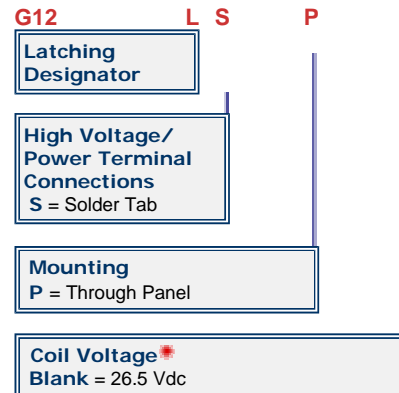 G12 L S P
Latching
Designator
High Voltage/
Power Terminal
Connections
S = Solder Tab
Mounting
P = Through Panel
Coil Voltage*
Blank = 26.5 Vdc